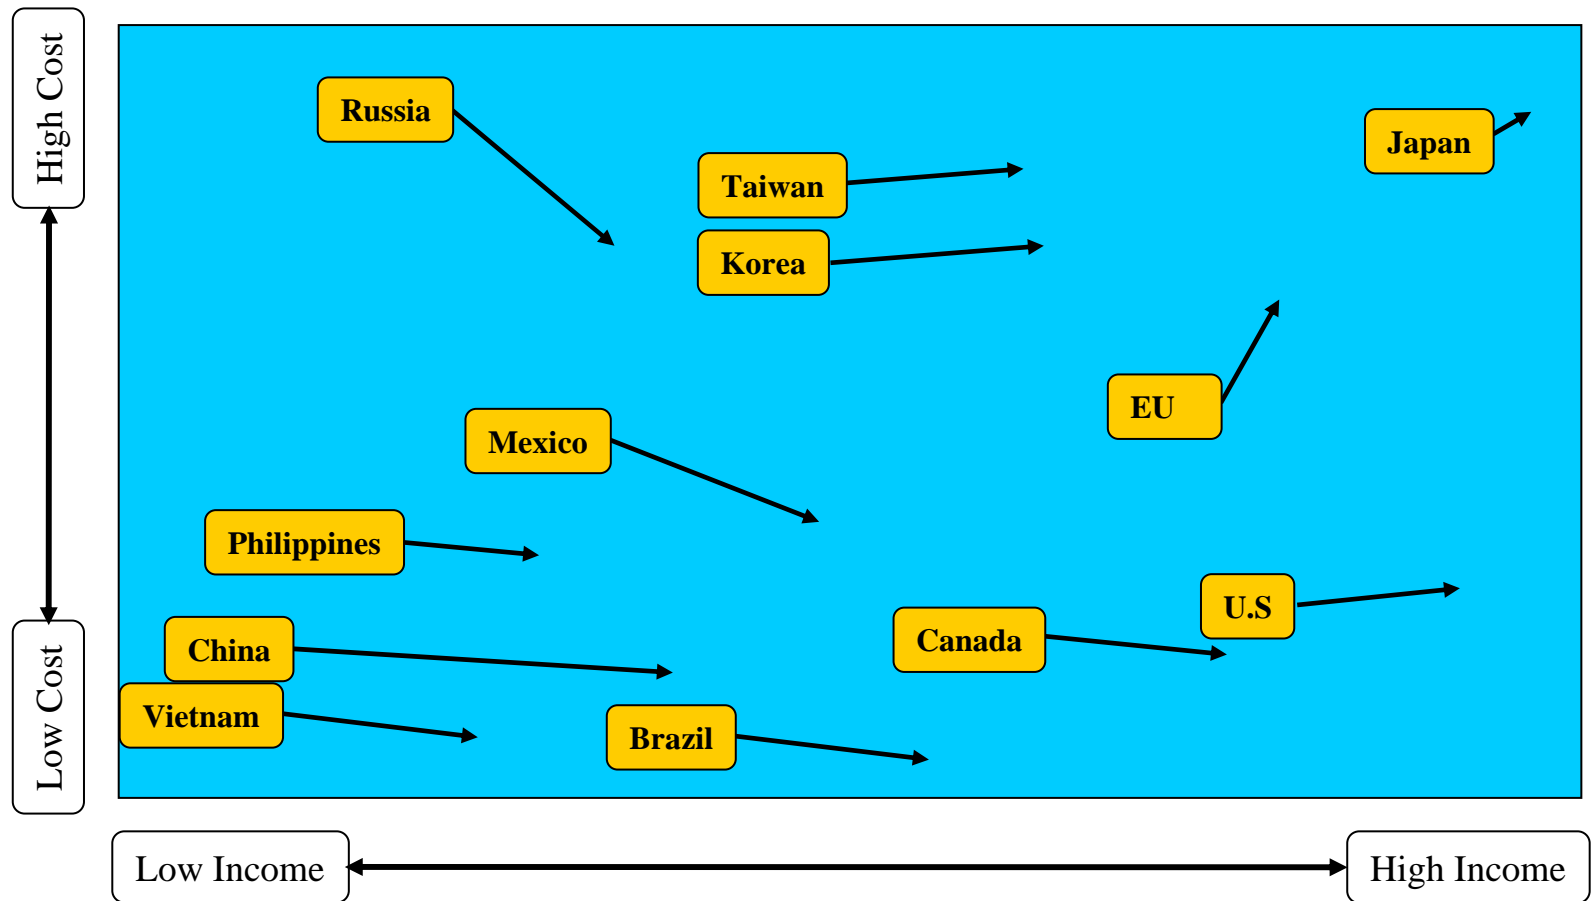 High Cost
Russia
Japan
Taiwan
Korea
EU
Mexico
Philippines
U.S
China
Canada
Vietnam
Brazil
Low Cost
Low Income
High Income